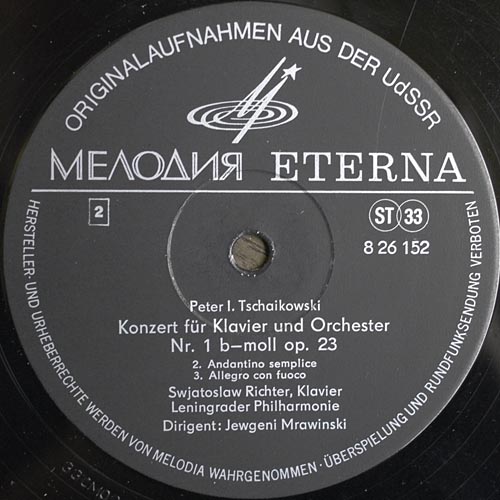 ORIGINALAUFNAHMEN AUS DER UdSSR
МЕЛОДИЯ ETERNA
2
ST 33
8 26 152
Peter I. Tschaikowski
Konzert für Klavier und Orchester
Nr. 1 b–moll op. 23
2. Andantino semplice
3. Allegro con fuoco
Swjatoslaw Richter, Klavier
Leningrader Philharmonie
Dirigent: Jewgeni Mrawinski
HERSTELLER- UND URHEBERRECHTE WERDEN VON MELODIA WAHRGENOMMEN · ÜBERSPIELUNG UND RUNDFUNKSENDUNG VERBOTEN